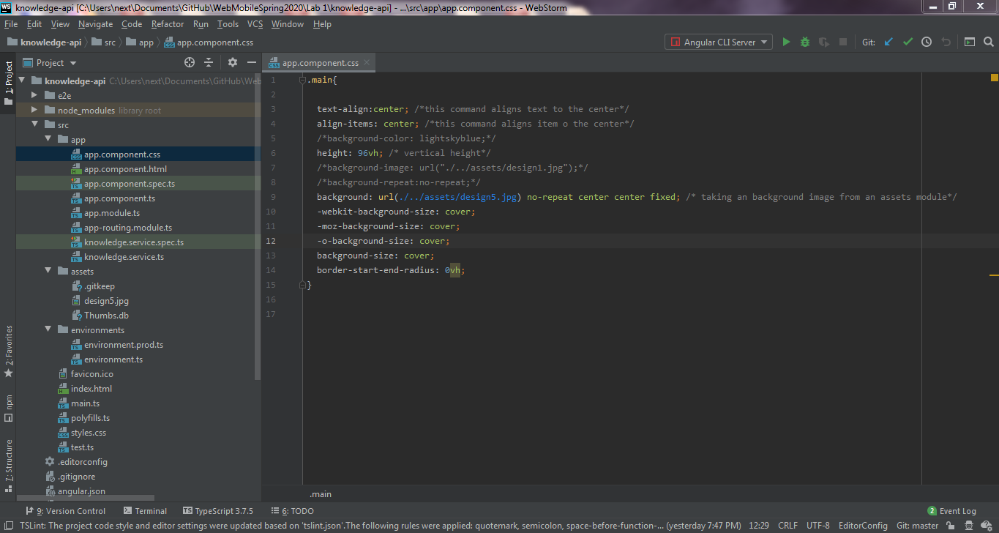 WS knowledge-api [C:\Users\next\Documents\GitHub\WebMobileSpring2020\Lab 1\knowledge-api] - ...\src\app\app.component.css - WebStorm
File Edit View Navigate Code Refactor Run Tools VCS Window Help
knowledge-api src app app.component.css Angular CLI Server Git:
1: Project
Project
app.component.css
knowledge-api C:\Users\next\Documents\GitHub\Web
e2e
node_modules library root
src
app
app.component.css
app.component.html
app.component.spec.ts
app.component.ts
app.module.ts
app-routing.module.ts
knowledge.service.spec.ts
knowledge.service.ts
assets
.gitkeep
design5.jpg
Thumbs.db
environments
environment.prod.ts
environment.ts
favicon.ico
index.html
main.ts
polyfills.ts
styles.css
test.ts
.editorconfig
.gitignore
angular.json
2: Favorites
npm
7: Structure
1 .main{
2
3 text-align:center; /*this command aligns text to the center*/
4 align-items: center; /*this command aligns item o the center*/
5 /*background-color: lightskyblue;*/
6 height: 96vh; /* vertical height*/
7 /*background-image: url("./../assets/design1.jpg");*/
8 /*background-repeat:no-repeat;*/
9 background: url(./../assets/design5.jpg) no-repeat center center fixed; /* taking an background image from an assets module*/
10 -webkit-background-size: cover;
11 -moz-background-size: cover;
12 -o-background-size: cover;
13 background-size: cover;
14 border-start-end-radius: 0vh;
15 }
16
17
.main
9: Version Control Terminal TypeScript 3.7.5 6: TODO 2 Event Log
TSLint: The project code style and editor settings were updated based on 'tslint.json'.The following rules were applied: quotemark, semicolon, space-before-function-... (yesterday 7:47 PM) 12:29 CRLF UTF-8 EditorConfig Git: master